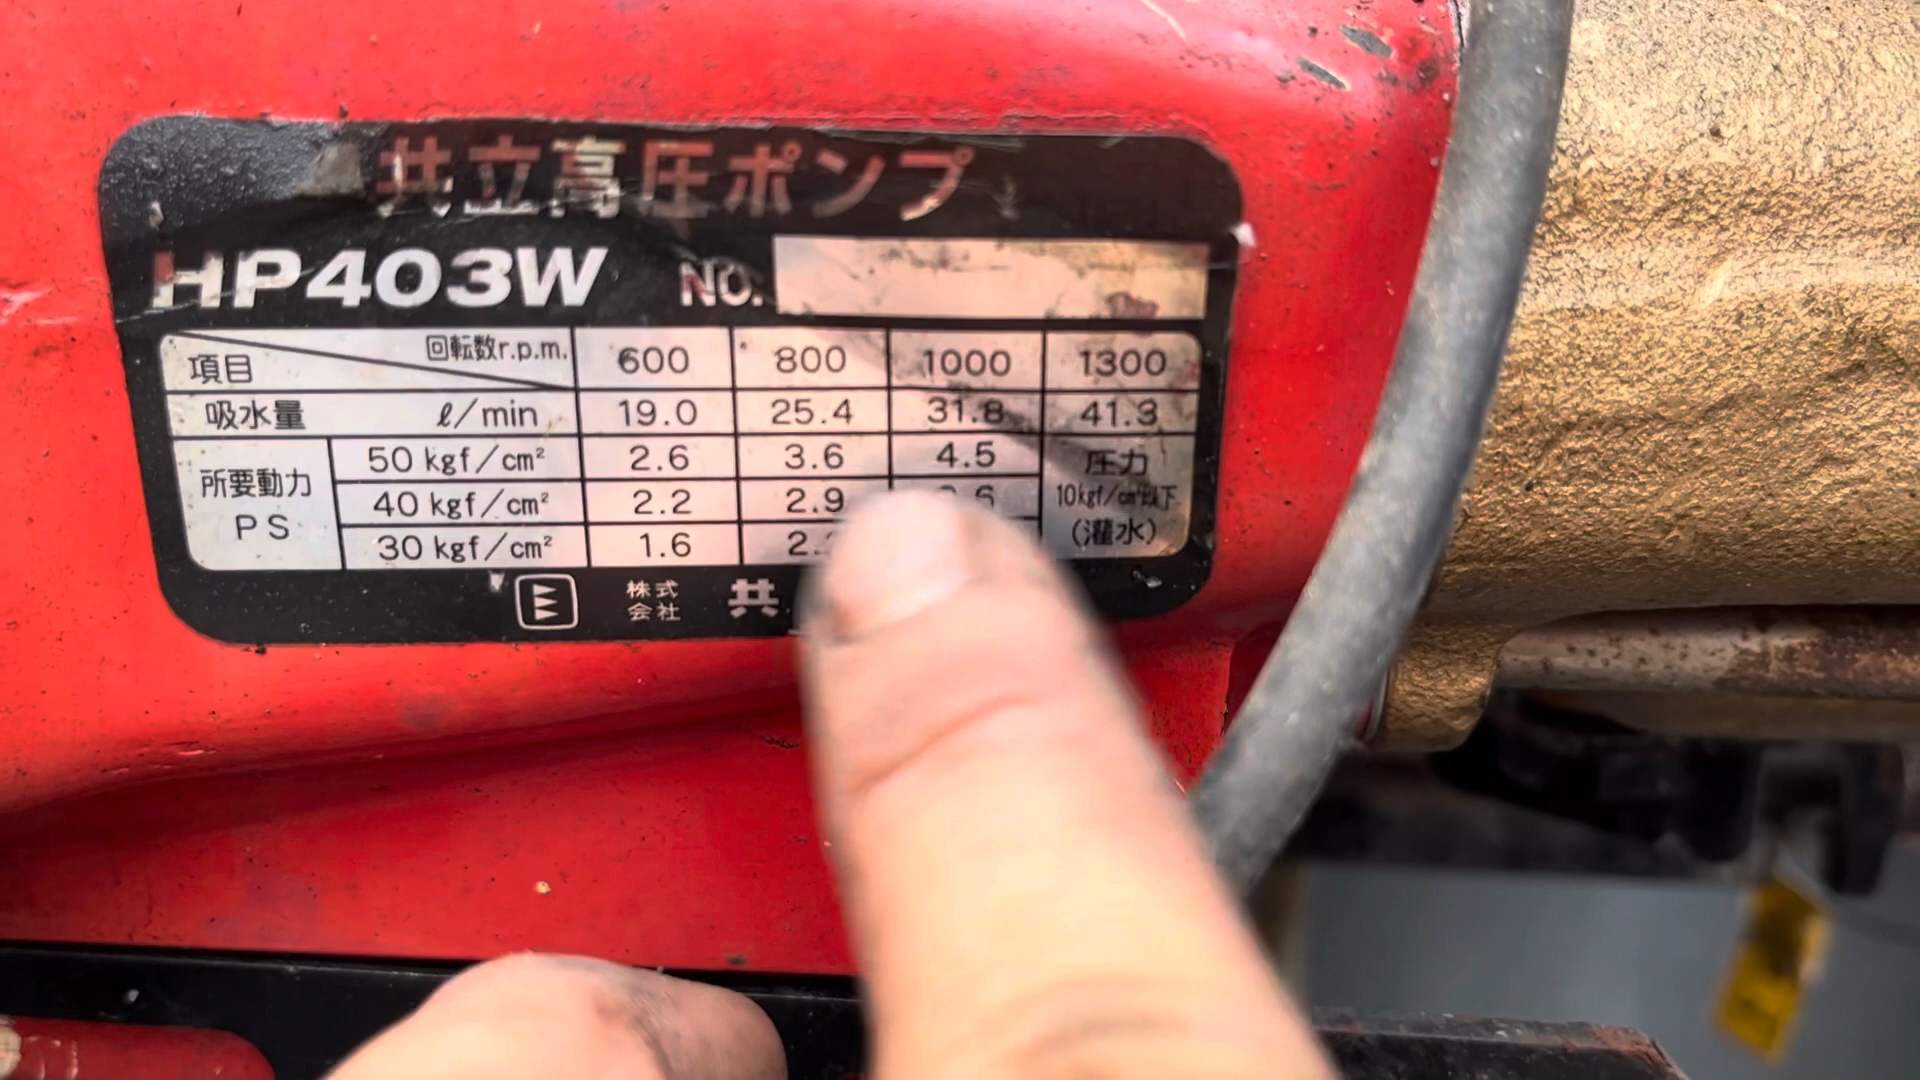 共立高圧ポンプ
HP403W NO.
回転数r.p.m. 600 800 1000 1300
項目
吸水量 ℓ/min 19.0 25.4 31.8 41.3
所要動力 PS
50 kgf/cm² 2.6 3.6 4.5
40 kgf/cm² 2.2 2.9
30 kgf/cm² 1.6
圧力
10kgf/cm²以下
(灌水)
株式会社 共